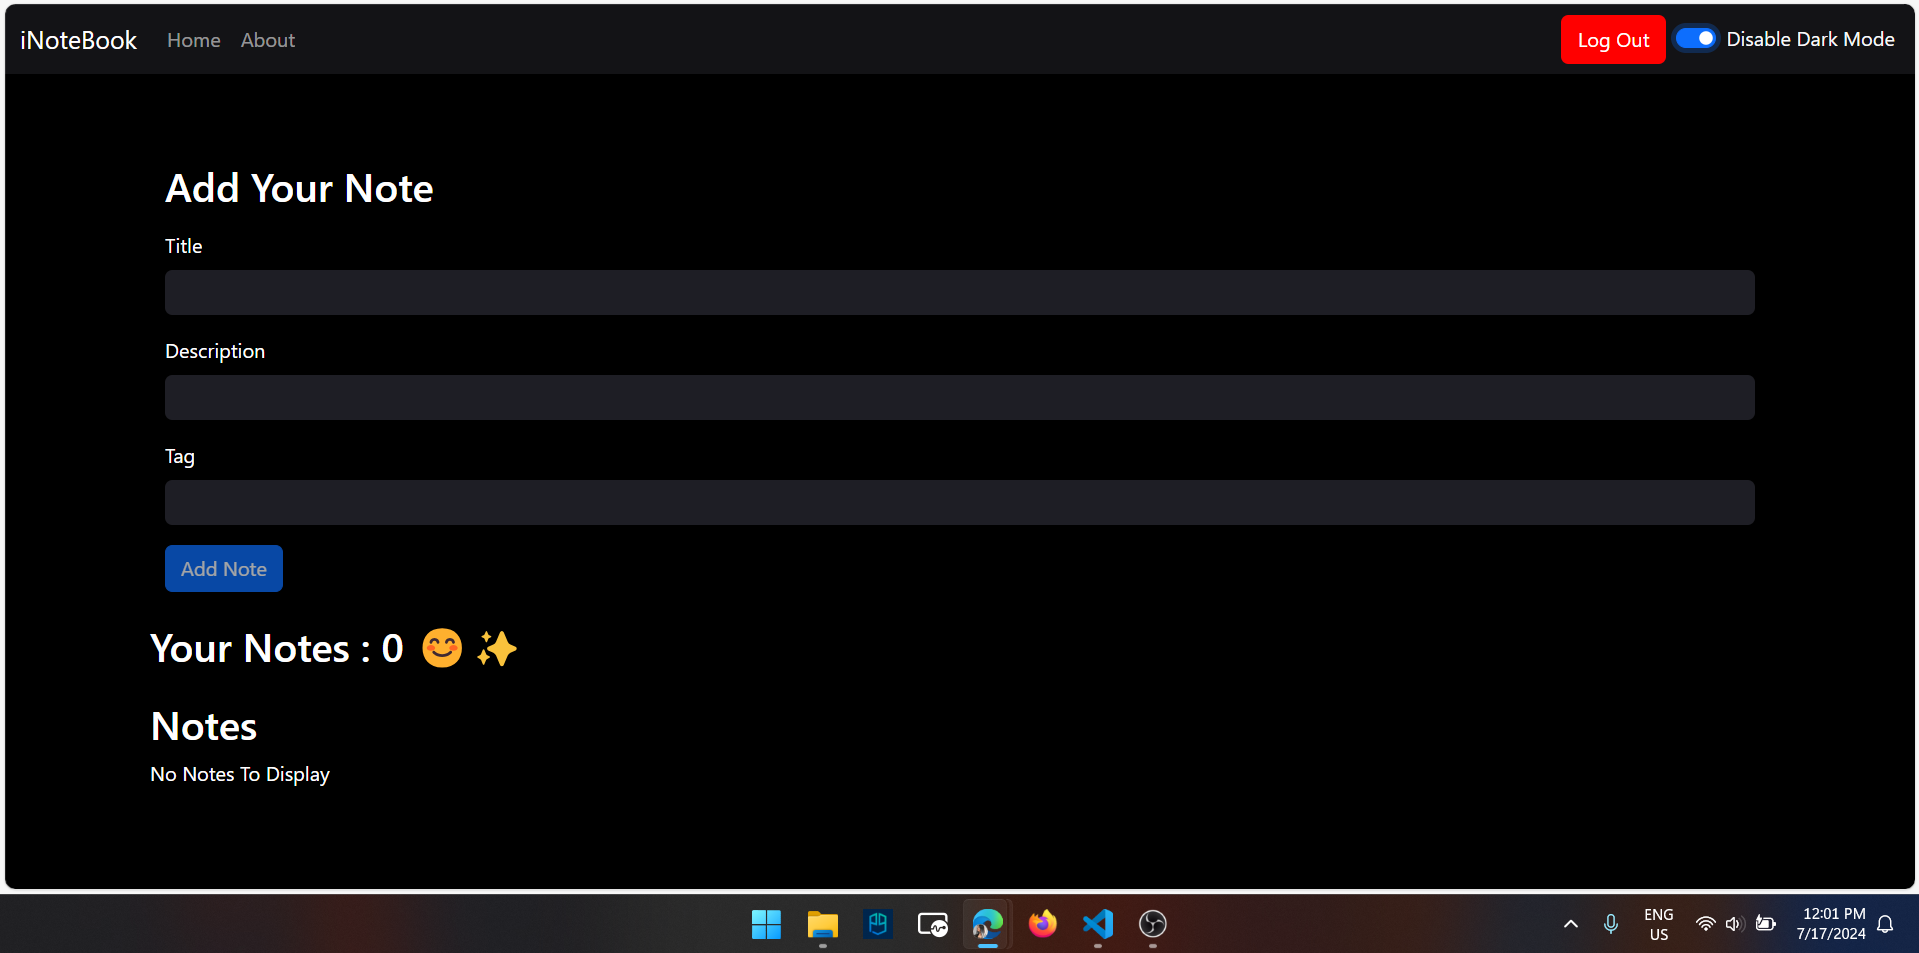 iNoteBook Home About Log Out Disable Dark Mode
Add Your Note
Title
Description
Tag
Add Note
Your Notes : 0 😊 ✨
Notes
No Notes To Display
ENG
US
12:01 PM
7/17/2024